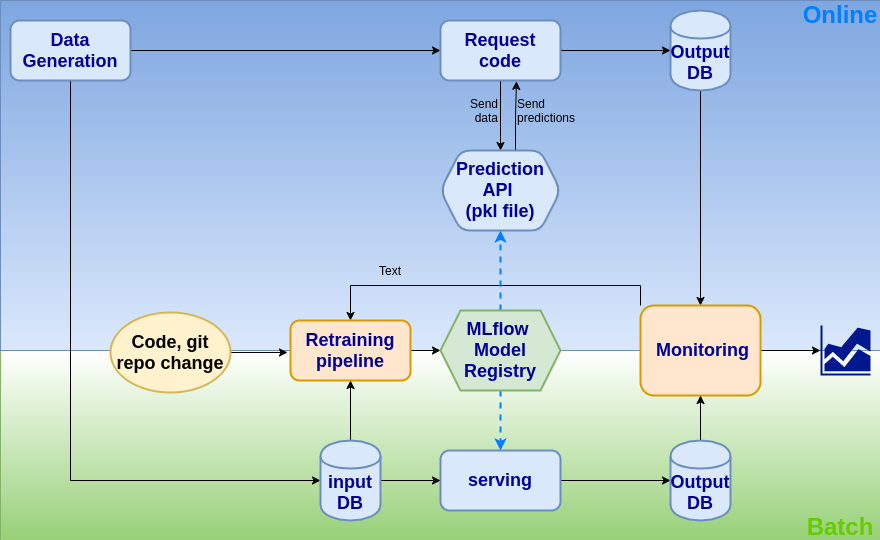 Online
Data
Generation
Request
code
Output
DB
Send
data
Send
predictions
Prediction
API
(pkl file)
Text
Code, git
repo change
Retraining
pipeline
MLflow
Model
Registry
Monitoring
input
DB
serving
Output
DB
Batch